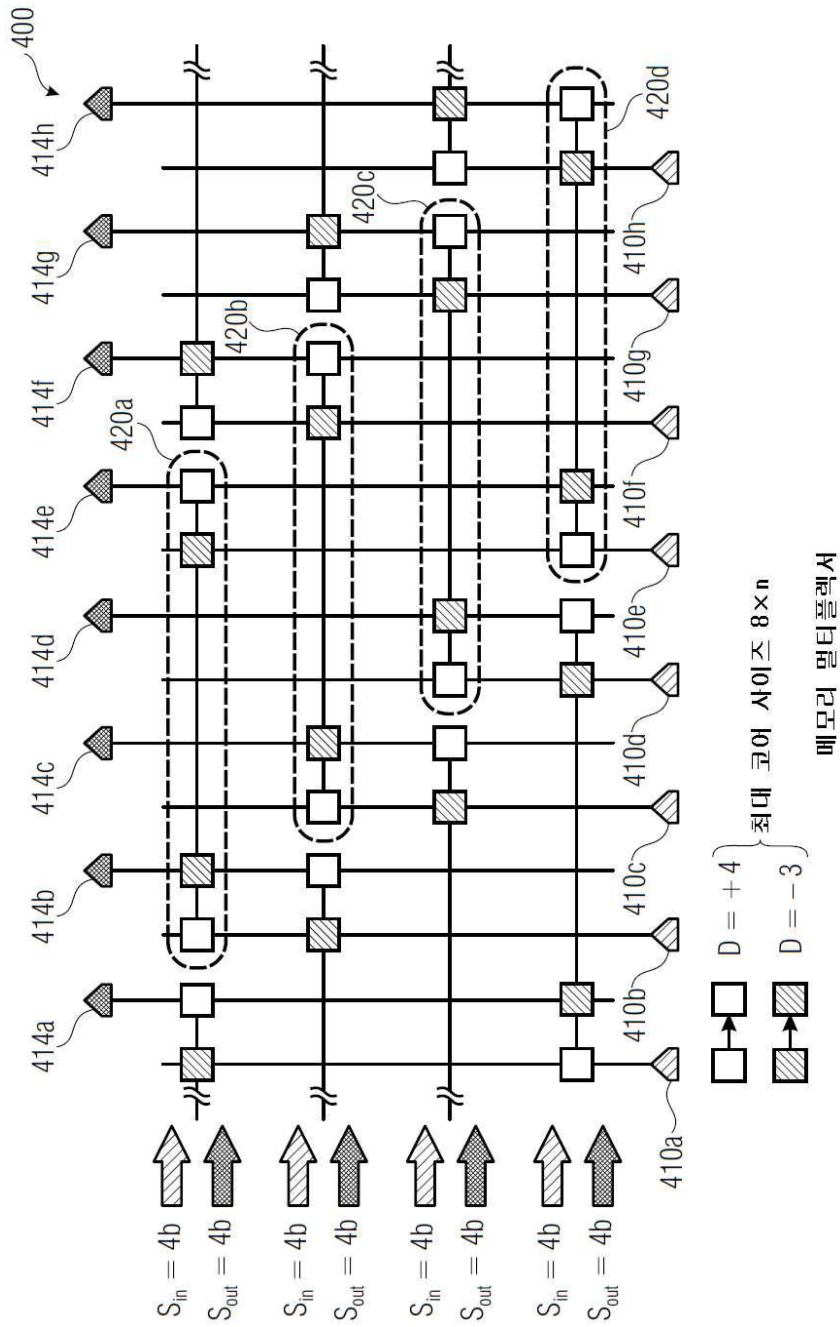 400
414a
414b
414c
414d
414e
414f
414g
414h
420a
420b
420c
420d
S_in = 4b
S_out = 4b
S_in = 4b
S_out = 4b
S_in = 4b
S_out = 4b
S_in = 4b
S_out = 4b
410a
410b
410c
410d
410e
410f
410g
410h
D = +4
D = −3
최대 코어 사이즈 8×n
메모리 멀티플렉서